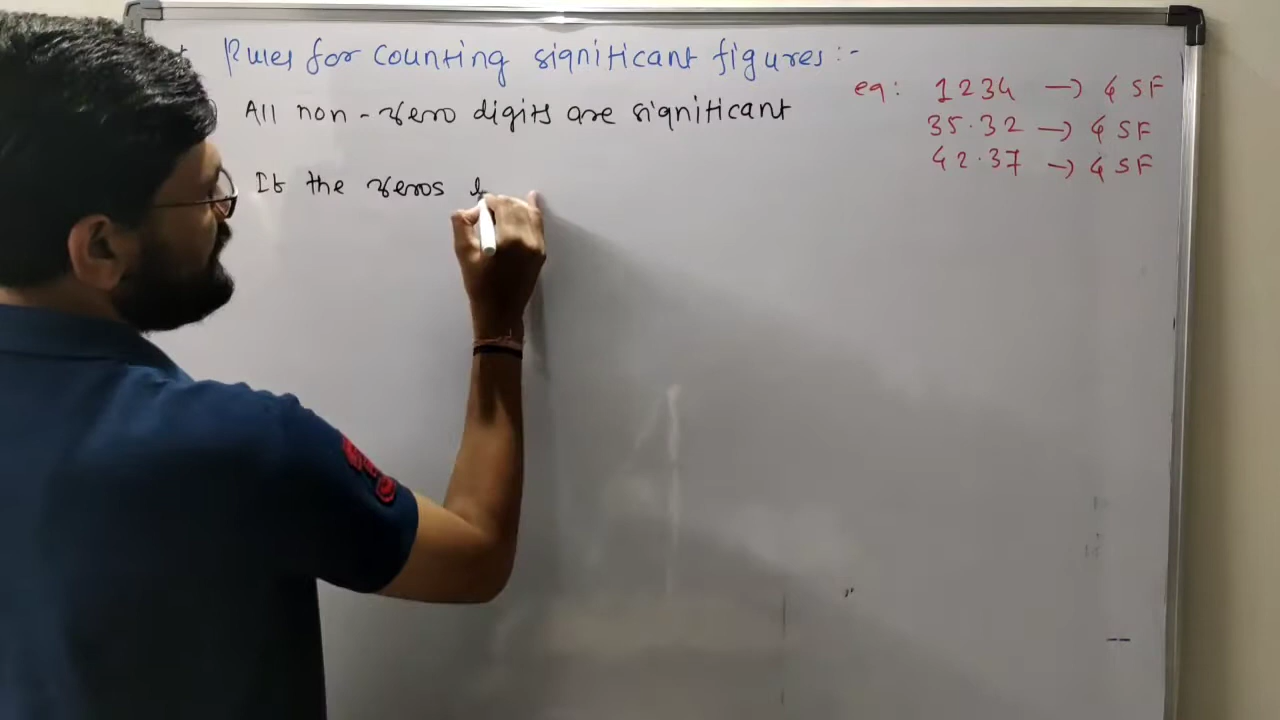 Rules for counting significant figures :-
All non-zero digits are significant
eg: 1234 → 4 SF
35.32 → 4 SF
42.37 → 4 SF
If the zeros